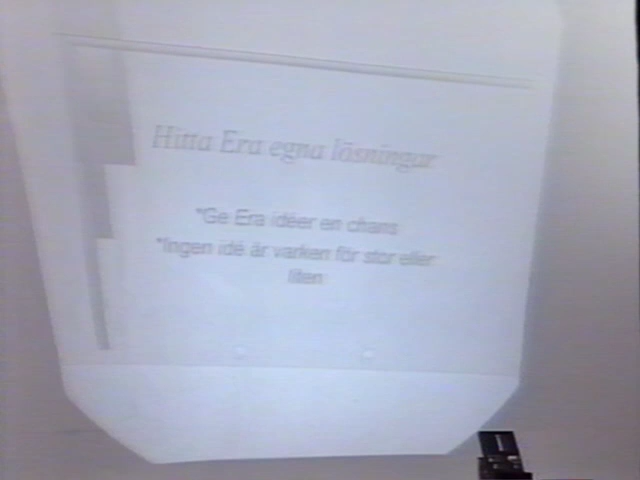 Hitta Era egna lösningar
*Ge Era idéer en chans
*Ingen idé är varken för stor eller
liten